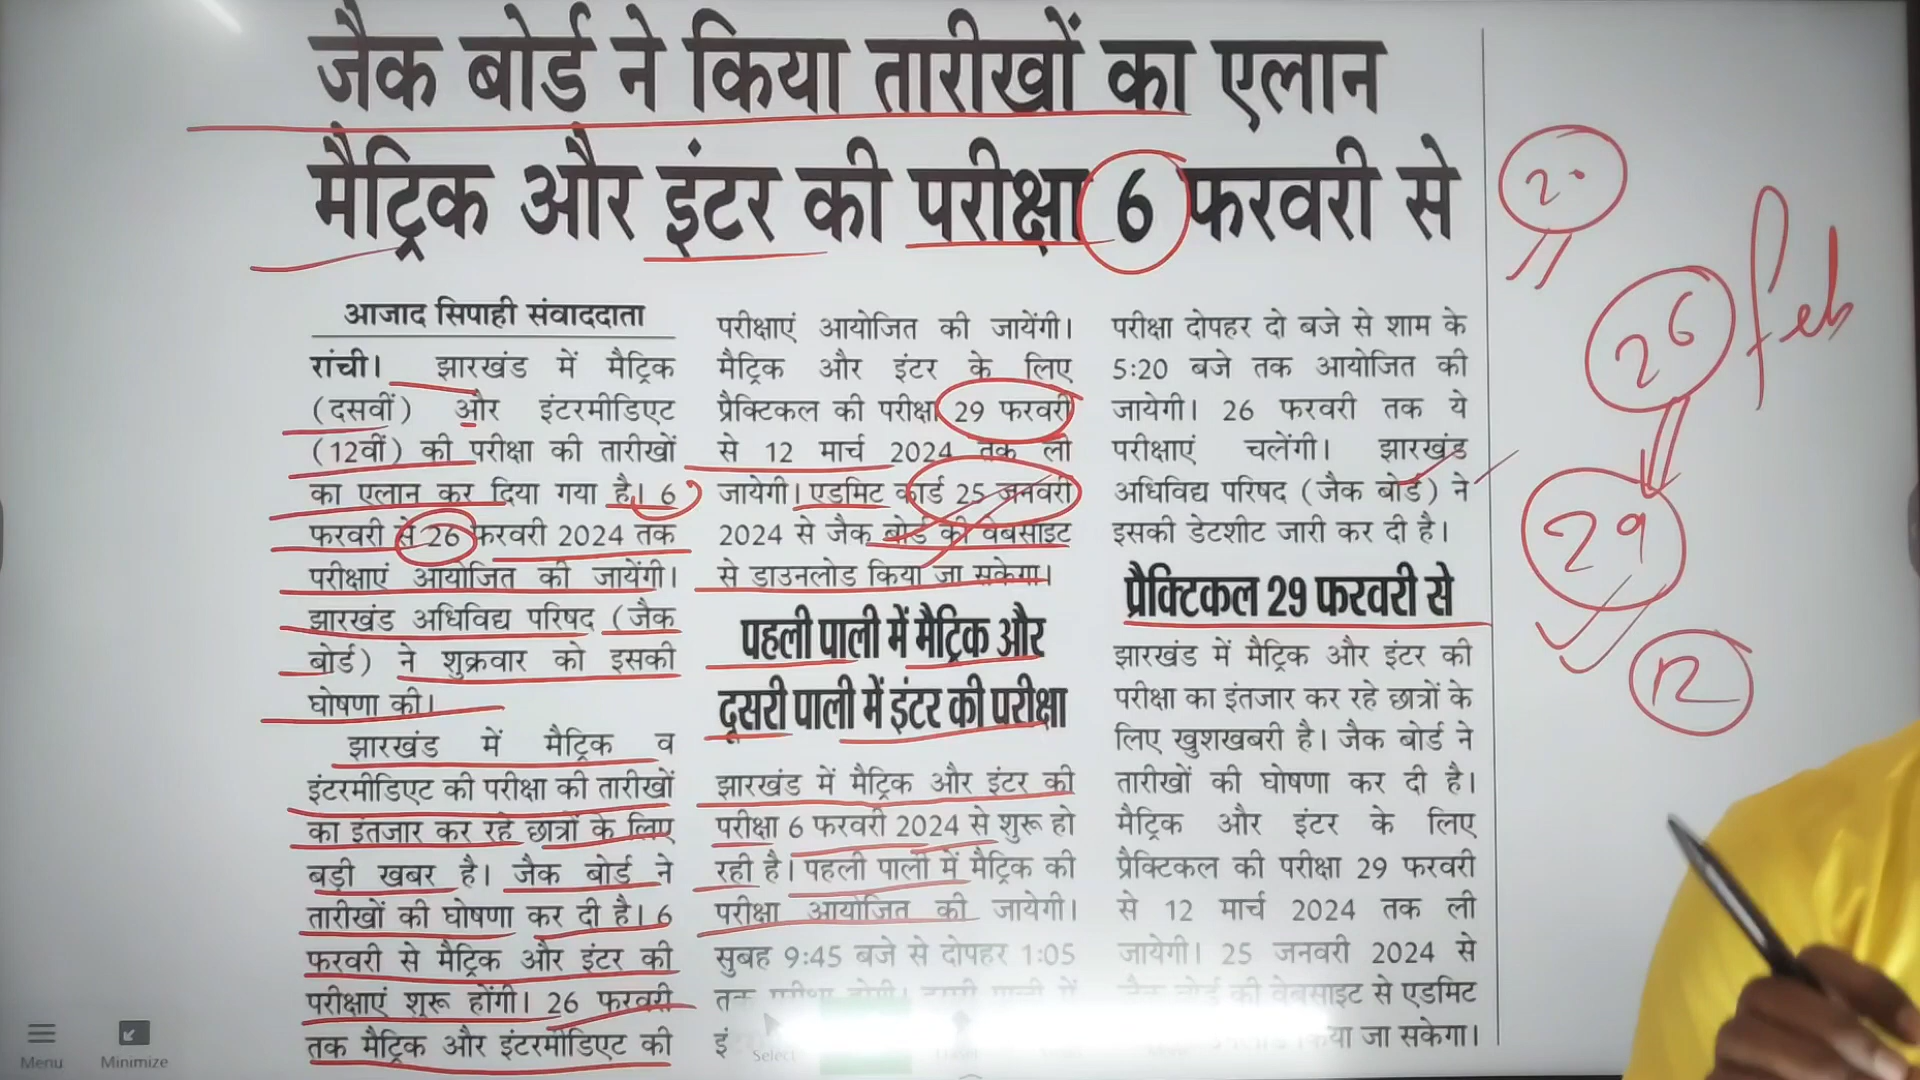 जैक बोर्ड ने किया तारीखों का एलान
मैट्रिक और इंटर की परीक्षा 6 फरवरी से
आजाद सिपाही संवाददाता
रांची। झारखंड में मैट्रिक
(दसवीं) और इंटरमीडिएट
(12वीं) की परीक्षा की तारीखों
का एलान कर दिया गया है। 6
फरवरी से 26 फरवरी 2024 तक
परीक्षाएं आयोजित की जायेंगी।
झारखंड अधिविद्य परिषद (जैक
बोर्ड) ने शुक्रवार को इसकी
घोषणा की।
झारखंड में मैट्रिक व
इंटरमीडिएट की परीक्षा की तारीखों
का इंतजार कर रहे छात्रों के लिए
बड़ी खबर है। जैक बोर्ड ने
तारीखों की घोषणा कर दी है। 6
फरवरी से मैट्रिक और इंटर की
परीक्षाएं शुरू होंगी। 26 फरवरी
तक मैट्रिक और इंटरमीडिएट की
परीक्षाएं आयोजित की जायेंगी।
मैट्रिक और इंटर के लिए
प्रैक्टिकल की परीक्षा 29 फरवरी
से 12 मार्च 2024 तक ली
जायेगी। एडमिट कार्ड 25 जनवरी
2024 से जैक बोर्ड की वेबसाइट
से डाउनलोड किया जा सकेगा।
पहली पाली में मैट्रिक और
दूसरी पाली में इंटर की परीक्षा
झारखंड में मैट्रिक और इंटर की
परीक्षा 6 फरवरी 2024 से शुरू हो
रही है। पहली पाली में मैट्रिक की
परीक्षा आयोजित की जायेगी।
सुबह 9:45 बजे से दोपहर 1:05
तक
परीक्षा दोपहर दो बजे से शाम के
5:20 बजे तक आयोजित की
जायेगी। 26 फरवरी तक ये
परीक्षाएं चलेंगी। झारखंड
अधिविद्य परिषद (जैक बोर्ड) ने
इसकी डेटशीट जारी कर दी है।
प्रैक्टिकल 29 फरवरी से
झारखंड में मैट्रिक और इंटर की
परीक्षा का इंतजार कर रहे छात्रों के
लिए खुशखबरी है। जैक बोर्ड ने
तारीखों की घोषणा कर दी है।
मैट्रिक और इंटर के लिए
प्रैक्टिकल की परीक्षा 29 फरवरी
से 12 मार्च 2024 तक ली
जायेगी। 25 जनवरी 2024 से
की वेबसाइट से एडमिट
जा सकेगा।
26 feb
29
12
Menu
Minimize
Select